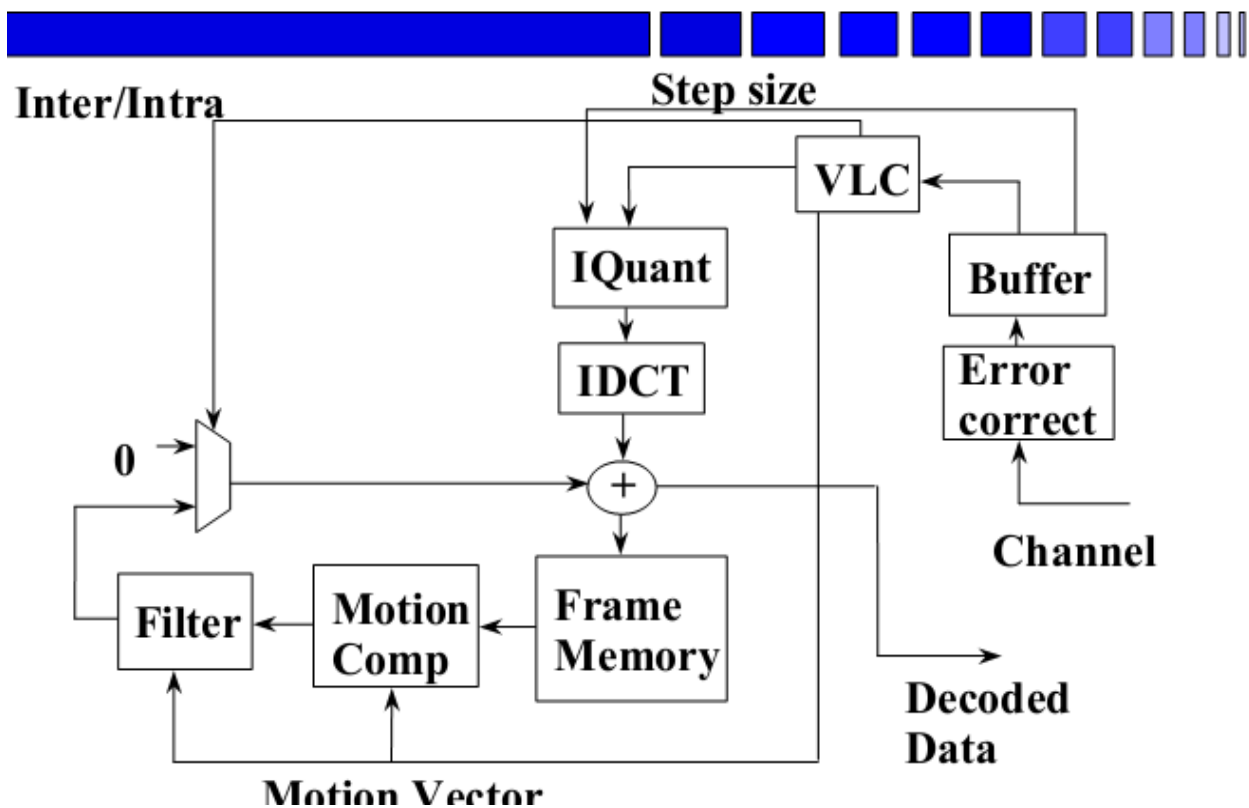 Inter/Intra
Step size
VLC
IQuant
Buffer
IDCT
Error
correct
0
+
Channel
Filter
Motion
Comp
Frame
Memory
Decoded
Data
Motion Vector